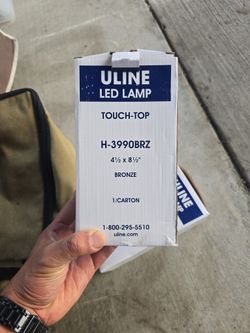 ULINE
LED LAMP
TOUCH-TOP
H-3990BRZ
4½ x 8½"
BRONZE
1/CARTON
1-800-295-5510
uline.com
ULINE